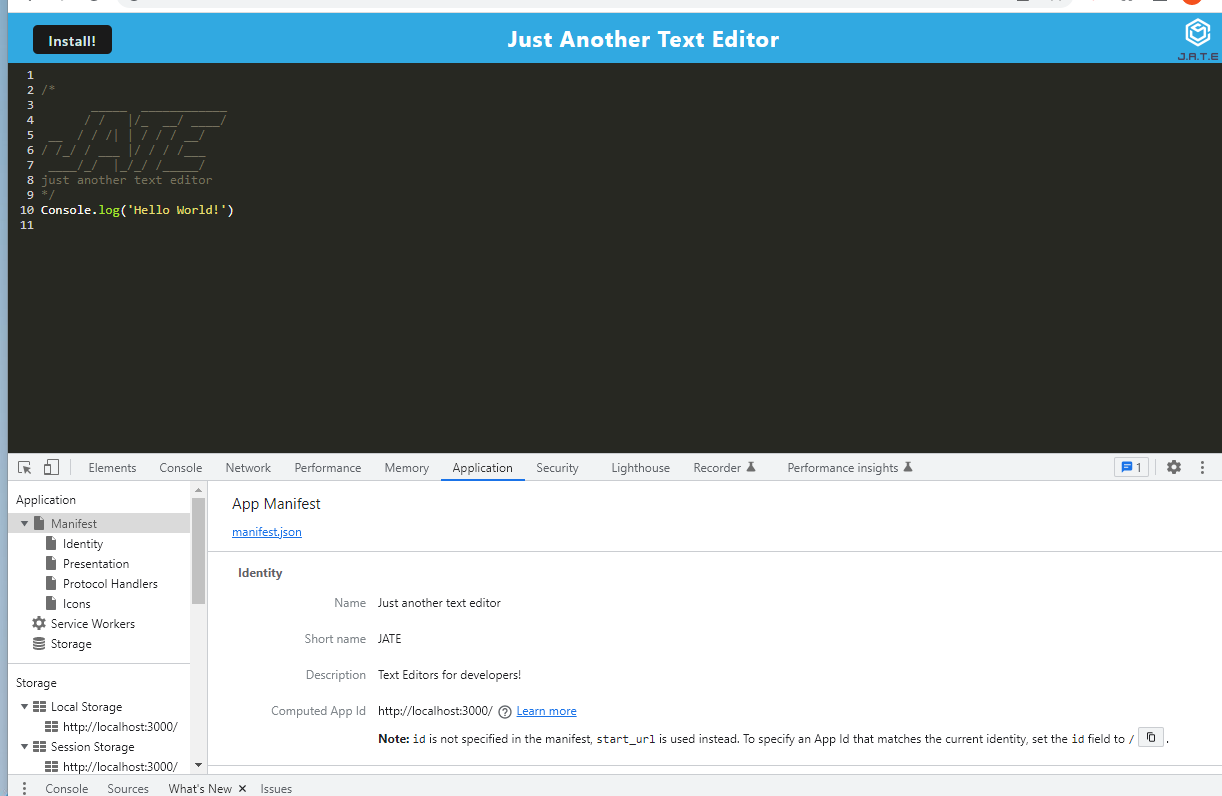 Install!
Just Another Text Editor
J.A.T.E
1
2 /*
3        _____  ____________
4       / /   |/_  __/ ____/
5  __  / / /| | / / / __/
6 / /_/ / ___ |/ / / /___
7  ____/_/  |_/_/ /_____/
8 just another text editor
9 */
10 Console.log('Hello World!')
11
Elements Console Network Performance Memory Application Security Lighthouse Recorder Performance insights 1
Application
Manifest
Identity
Presentation
Protocol Handlers
Icons
Service Workers
Storage
Storage
Local Storage
http://localhost:3000/
Session Storage
http://localhost:3000/
App Manifest
manifest.json
Identity
Name Just another text editor
Short name JATE
Description Text Editors for developers!
Computed App Id http://localhost:3000/ ? Learn more
Note: id is not specified in the manifest, start_url is used instead. To specify an App Id that matches the current identity, set the id field to / .
Console Sources What's New × Issues